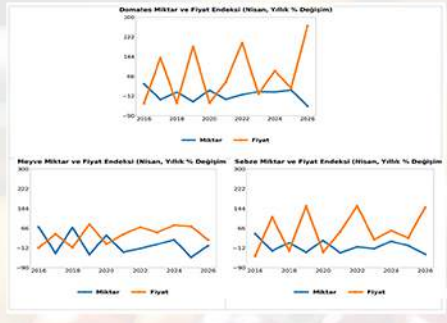 Domates Miktar ve Fiyat Endeksi (Nisan, Yıllık % Değişim)
300
222
144
66
−12
−50
2016 2018 2020 2022 2024 2026
Miktar Fiyat
Meyve Miktar ve Fiyat Endeksi (Nisan, Yıllık % Değişim
300
222
144
66
−12
−90
2016 2018 2020 2022 2024 2026
Miktar Fiyat
Sebze Miktar ve Fiyat Endeksi (Nisan, Yıllık % Değişim
300
222
144
66
−12
−90
2016 2018 2020 2022 2024 2026
Miktar Fiyat